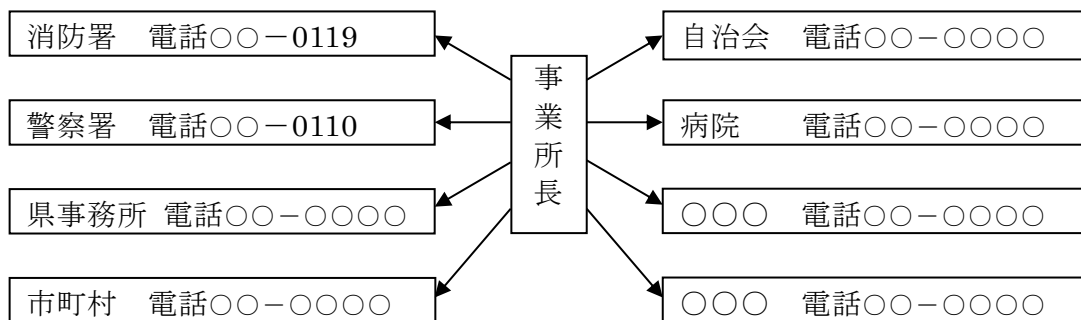 消防署　電話○○－0119
警察署　電話○○－0110
県事務所 電話○○－○○○○
市町村　電話○○－○○○○
事業所長
自治会　電話○○－○○○○
病院　　電話○○－○○○○
○○○　電話○○－○○○○
○○○　電話○○－○○○○